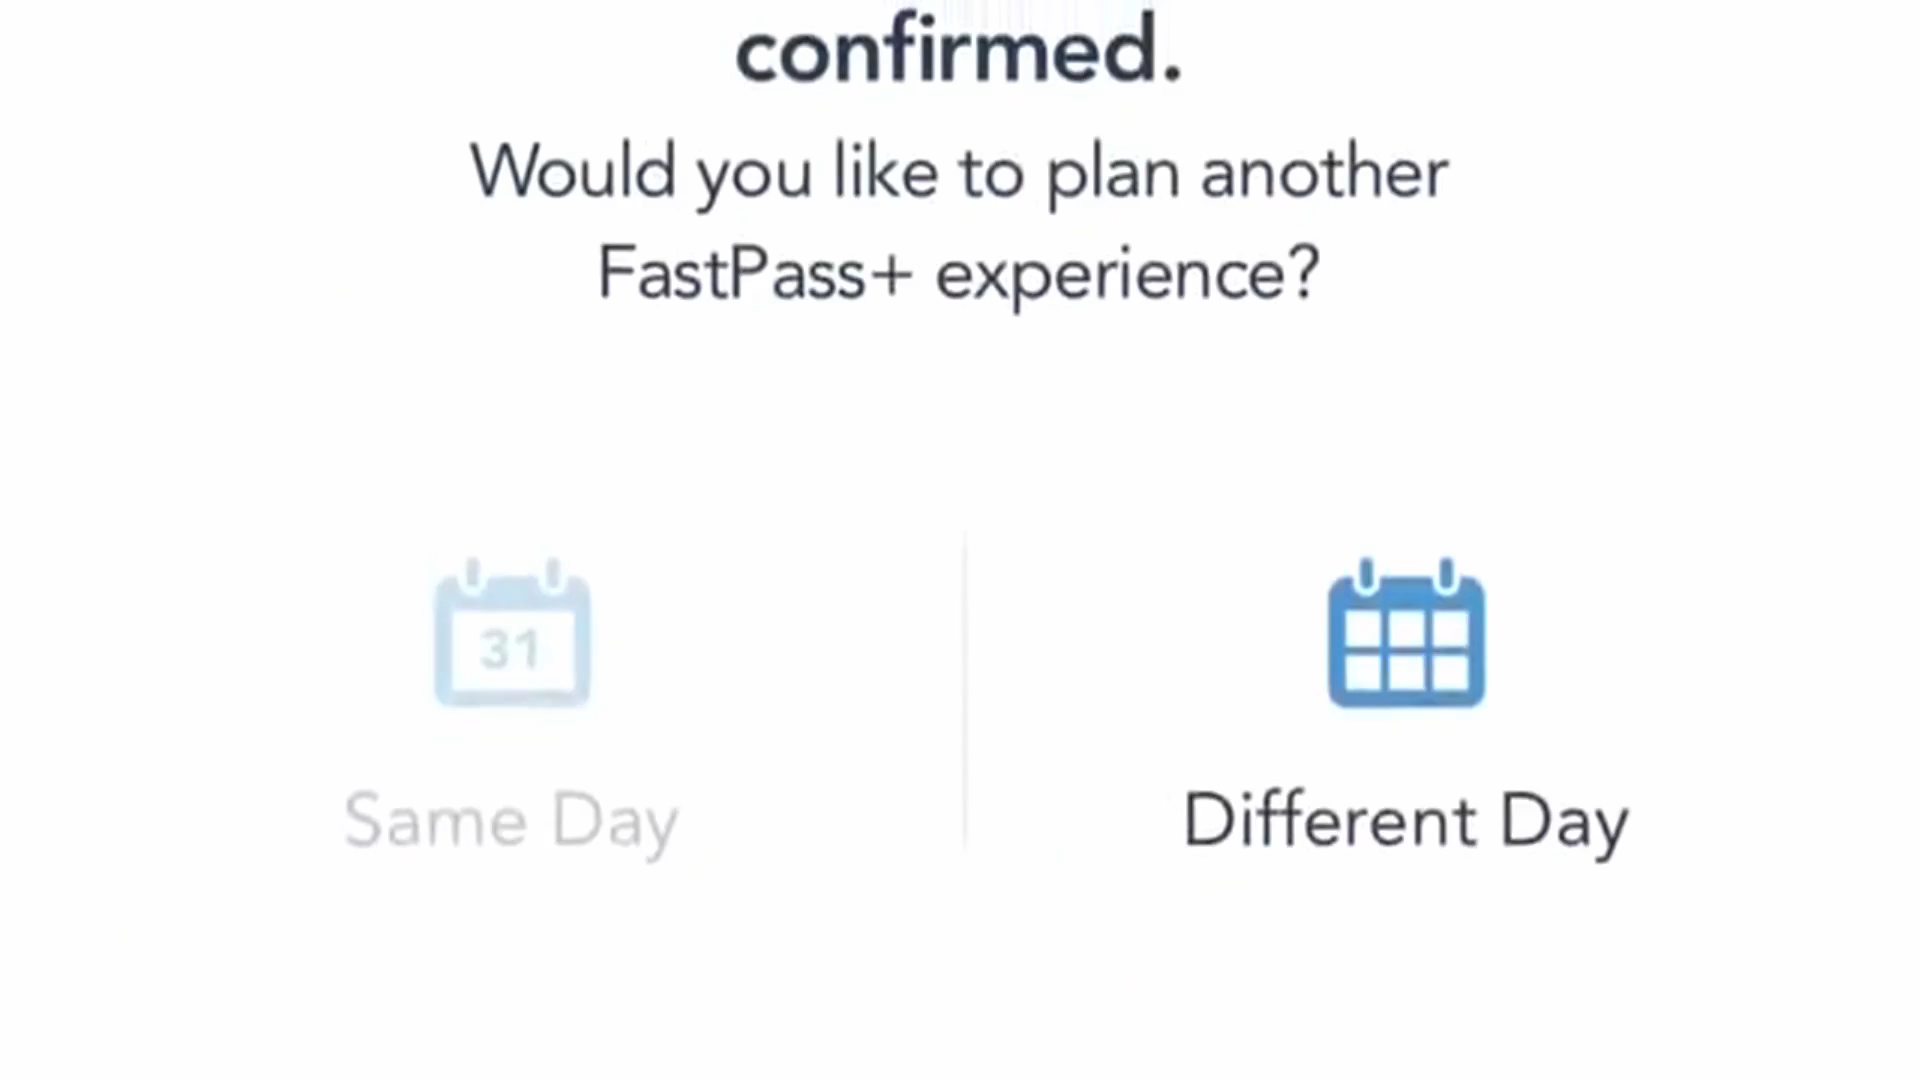 confirmed.
Would you like to plan another
FastPass+ experience?
31
Same Day
Different Day